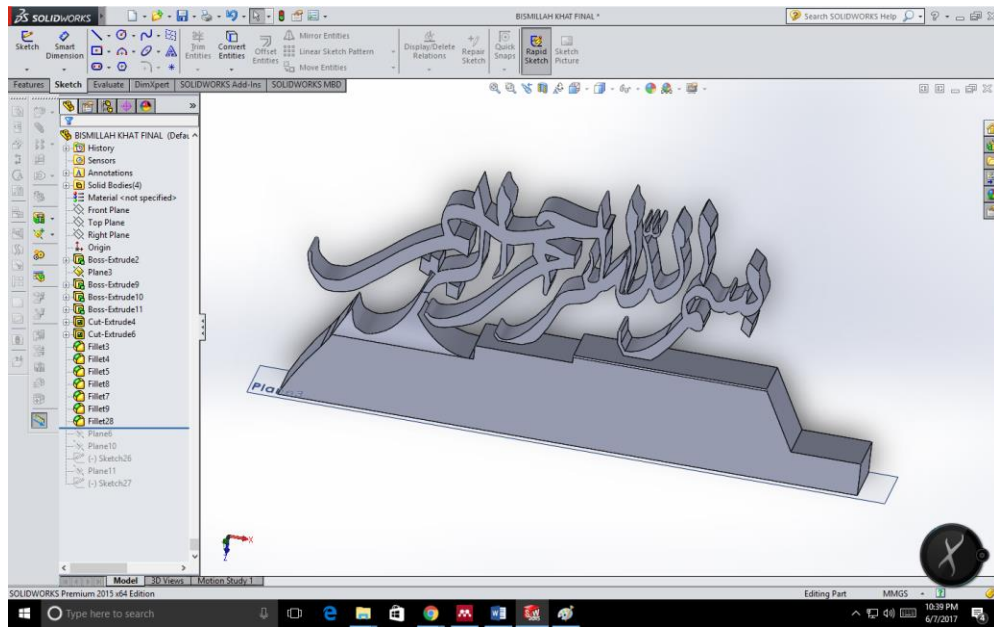 SOLIDWORKS
BISMILLAH KHAT FINAL *
Search SOLIDWORKS Help
Sketch
Smart Dimension
Trim Entities
Convert Entities
Offset Entities
Mirror Entities
Linear Sketch Pattern
Move Entities
Display/Delete Relations
Repair Sketch
Quick Snaps
Rapid Sketch
Sketch Picture
Features Sketch Evaluate DimXpert SOLIDWORKS Add-Ins SOLIDWORKS MBD
BISMILLAH KHAT FINAL (Defau
History
Sensors
Annotations
Solid Bodies(4)
Material <not specified>
Front Plane
Top Plane
Right Plane
Origin
Boss-Extrude2
Plane3
Boss-Extrude9
Boss-Extrude10
Boss-Extrude11
Cut-Extrude4
Cut-Extrude6
Fillet3
Fillet4
Fillet5
Fillet8
Fillet7
Fillet9
Fillet28
Plane6
Plane10
(-) Sketch26
Plane11
(-) Sketch27
بسم الله الرحمن الرحيم
Plane3
X
Z
Model 3D Views Motion Study 1
SOLIDWORKS Premium 2015 x64 Edition
Editing Part
MMGS
Type here to search
10:39 PM
6/7/2017